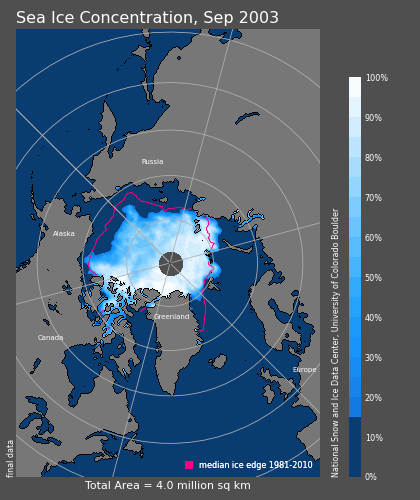 Sea Ice Concentration, Sep 2003
Russia
Alaska
Greenland
Canada
Europe
median ice edge 1981-2010
Total Area = 4.0 million sq km
final data
National Snow and Ice Data Center, University of Colorado Boulder
100%
90%
80%
70%
60%
50%
40%
30%
20%
10%
0%